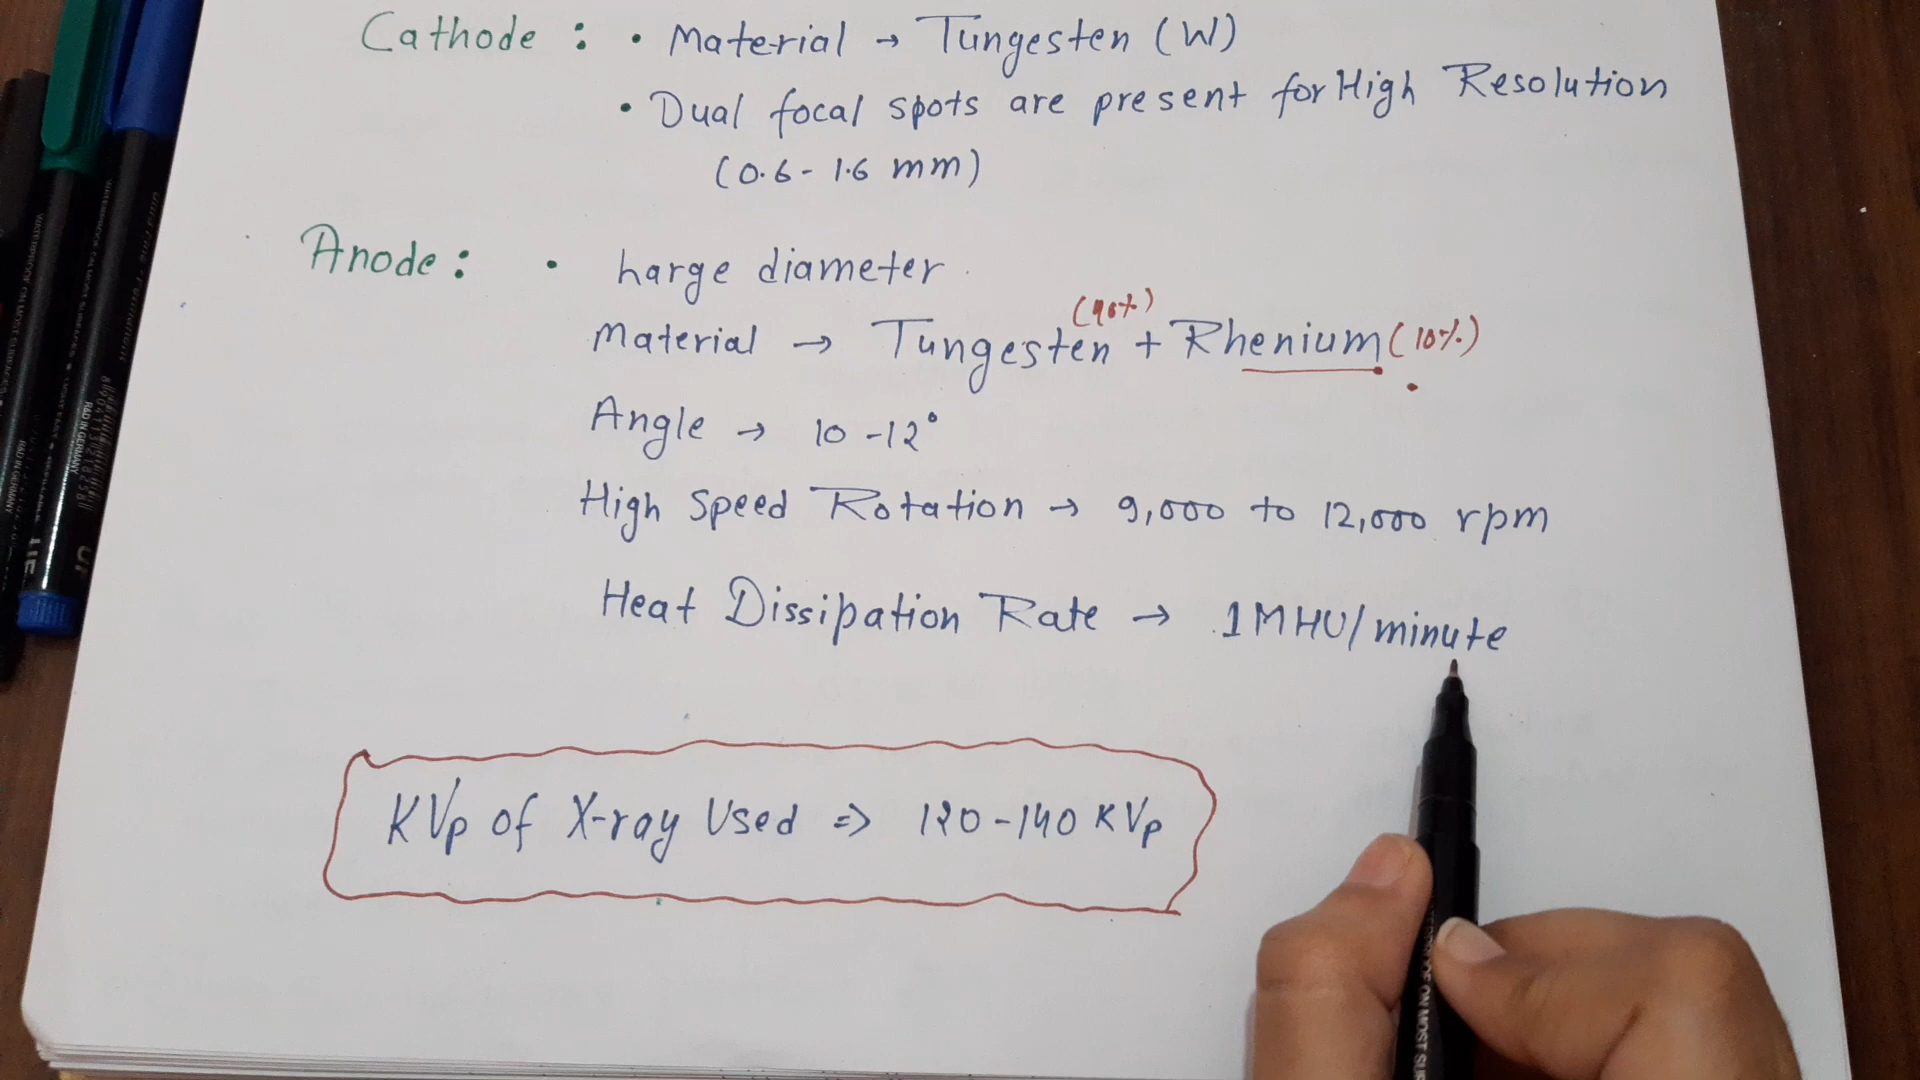 Cathode : • Material → Tungesten (W)
• Dual focal spots are present for High Resolution
(0.6 - 1.6 mm)
Anode : • Large diameter
Material → Tungesten (90%) + Rhenium (10%)
Angle → 10 - 12°
High Speed Rotation → 9,000 to 12,000 rpm
Heat Dissipation Rate → 1 MHU/minute
KVp of X-ray Used ⇒ 120-140 KVp